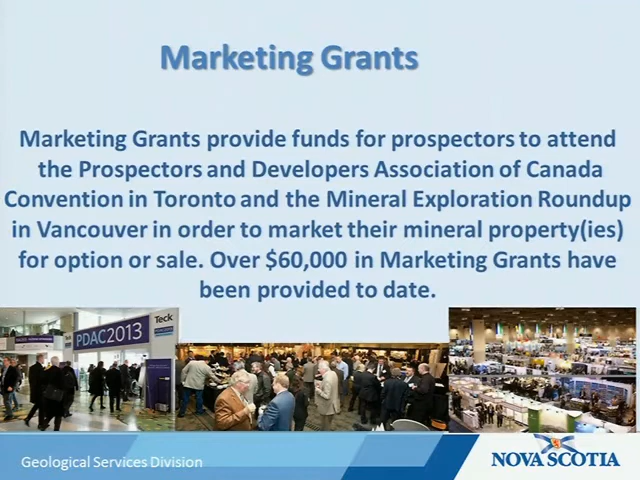 Marketing Grants
Marketing Grants provide funds for prospectors to attend
the Prospectors and Developers Association of Canada
Convention in Toronto and the Mineral Exploration Roundup
in Vancouver in order to market their mineral property(ies)
for option or sale. Over $60,000 in Marketing Grants have
been provided to date.
Teck
PDAC2013
Geological Services Division
NOVA SCOTIA